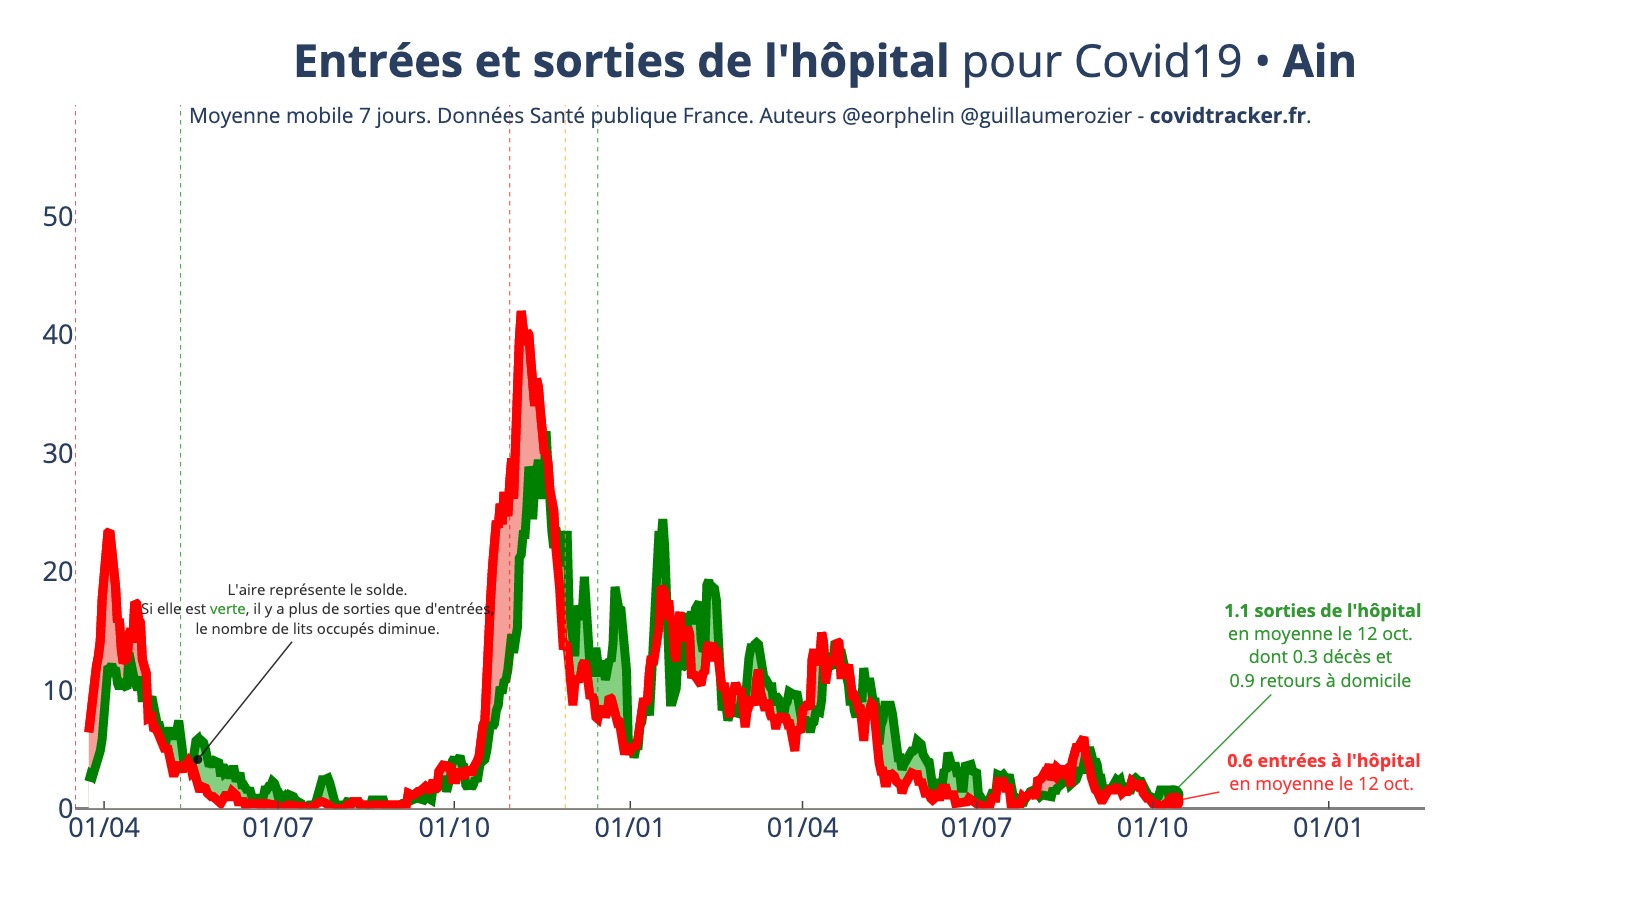 Entrées et sorties de l'hôpital pour Covid19 • Ain
Moyenne mobile 7 jours. Données Santé publique France. Auteurs @eorphelin @guillaumerozier - covidtracker.fr.
50
40
30
20
10
0
L'aire représente le solde.
Si elle est verte, il y a plus de sorties que d'entrées,
le nombre de lits occupés diminue.
1.1 sorties de l'hôpital
en moyenne le 12 oct.
dont 0.3 décès et
0.9 retours à domicile
0.6 entrées à l'hôpital
en moyenne le 12 oct.
01/04 01/07 01/10 01/01 01/04 01/07 01/10 01/01